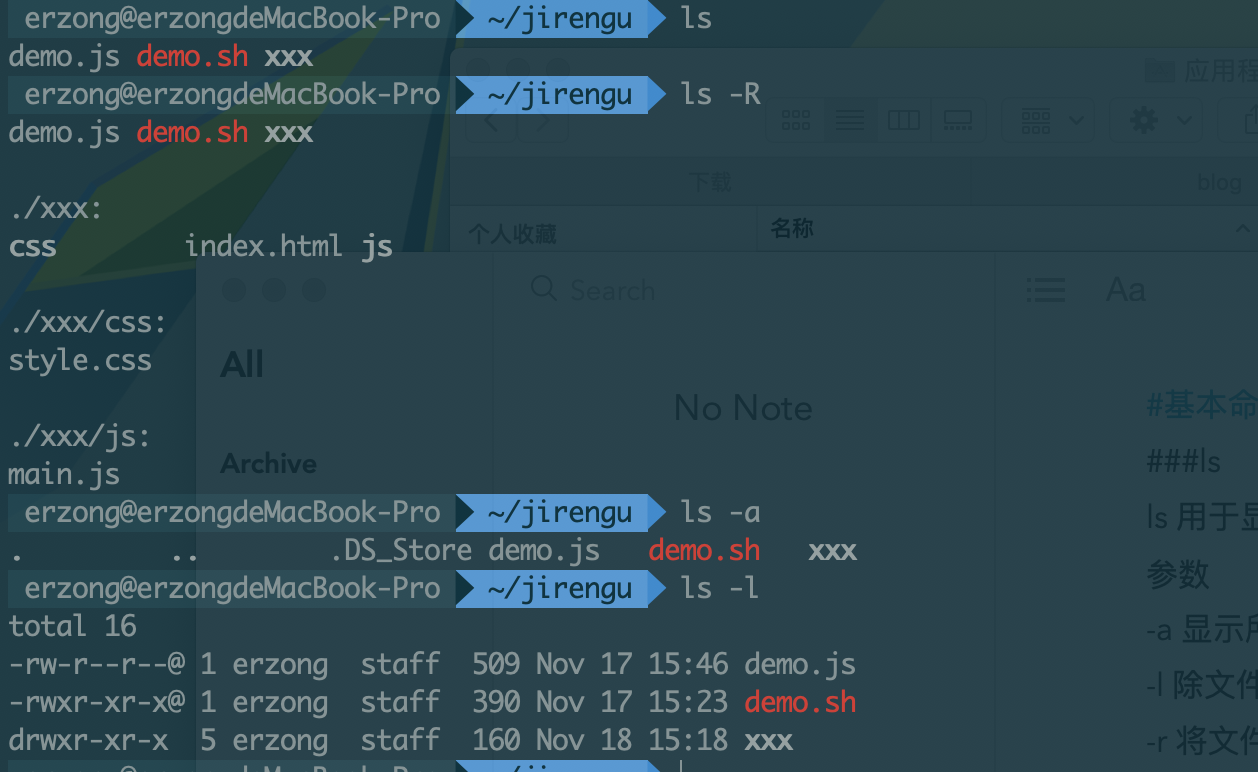 erzong@erzongdeMacBook-Pro ~/jirengu ls
demo.js demo.sh xxx
erzong@erzongdeMacBook-Pro ~/jirengu ls -R
demo.js demo.sh xxx
./xxx:
css index.html js
./xxx/css:
style.css
./xxx/js:
main.js
erzong@erzongdeMacBook-Pro ~/jirengu ls -a
. .. .DS_Store demo.js demo.sh xxx
erzong@erzongdeMacBook-Pro ~/jirengu ls -l
total 16
-rw-r--r--@ 1 erzong staff 509 Nov 17 15:46 demo.js
-rwxr-xr-x@ 1 erzong staff 390 Nov 17 15:23 demo.sh
drwxr-xr-x 5 erzong staff 160 Nov 18 15:18 xxx
erzong@erzongdeMacBook-Pro ~/jirengu
应用程
下载 blog
个人收藏 名称
Search Aa
All
No Note
Archive
#基本命
###ls
ls 用于显
参数
-a 显示所
-l 除文件
-r 将文件